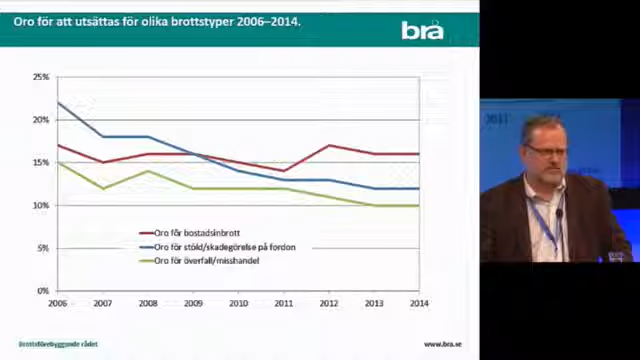 Oro för att utsättas för olika brottstyper 2006–2014.
brå
25%
20%
15%
10%
5%
0%
Oro för bostadsinbrott
Oro för stöld/skadegörelse på fordon
Oro för överfall/misshandel
2006 2007 2008 2009 2010 2011 2012 2013 2014
Brottsförebyggande rådet
www.bra.se